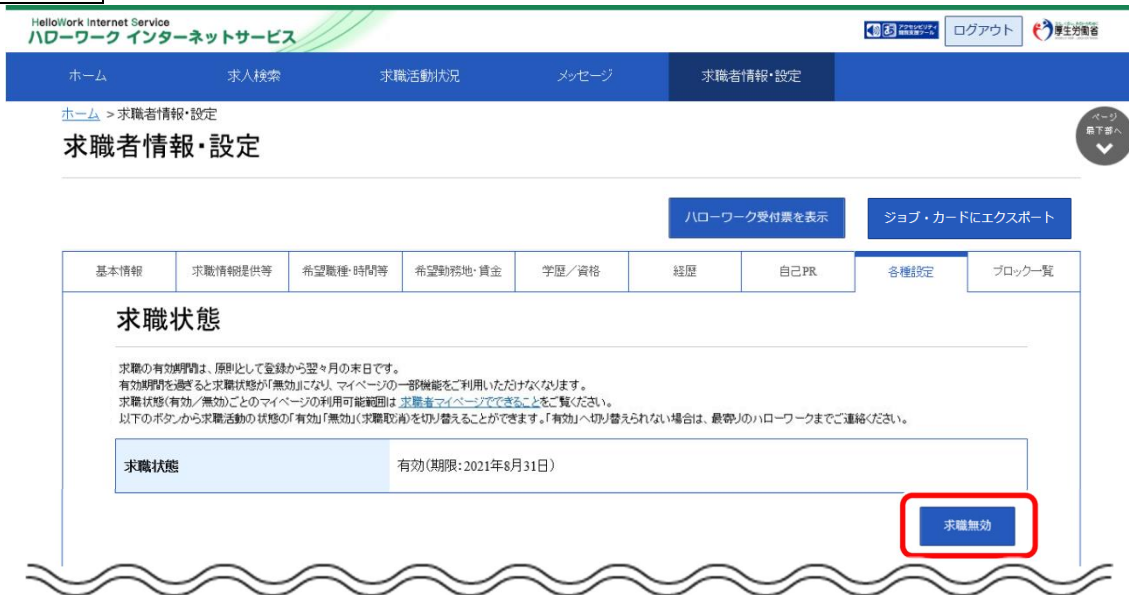 HelloWork Internet Service
ハローワーク インターネットサービス
ログアウト
厚生労働省
ホーム 求人検索 求職活動状況 メッセージ 求職者情報・設定
ホーム > 求職者情報・設定
ページ
最下部へ
求職者情報・設定
ハローワーク受付票を表示 ジョブ・カードにエクスポート
基本情報 求職情報提供等 希望職種・時間等 希望勤務地・賃金 学歴／資格 経歴 自己PR 各種設定 ブロック一覧
求職状態
求職の有効期間は、原則として登録から翌々月の末日です。
有効期間を過ぎると求職状態が「無効」になり、マイページの一部機能をご利用いただけなくなります。
求職状態(有効／無効)ごとのマイページの利用可能範囲は 求職者マイページでできることをご覧ください。
以下のボタンから求職活動の状態の「有効」「無効」(求職取消)を切り替えることができます。「有効」へ切り替えられない場合は、最寄りのハローワークまでご連絡ください。
求職状態 有効(期限:2021年8月31日)
求職無効